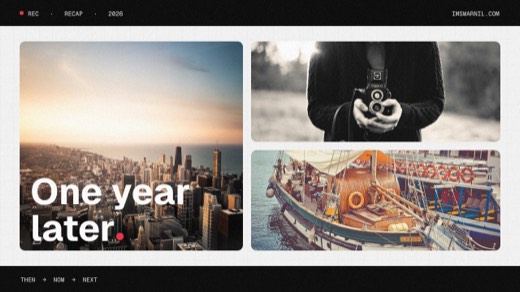 REC · RECAP · 2026
IMSWARNIL.COM
One year
later.
THEN → NOW → NEXT